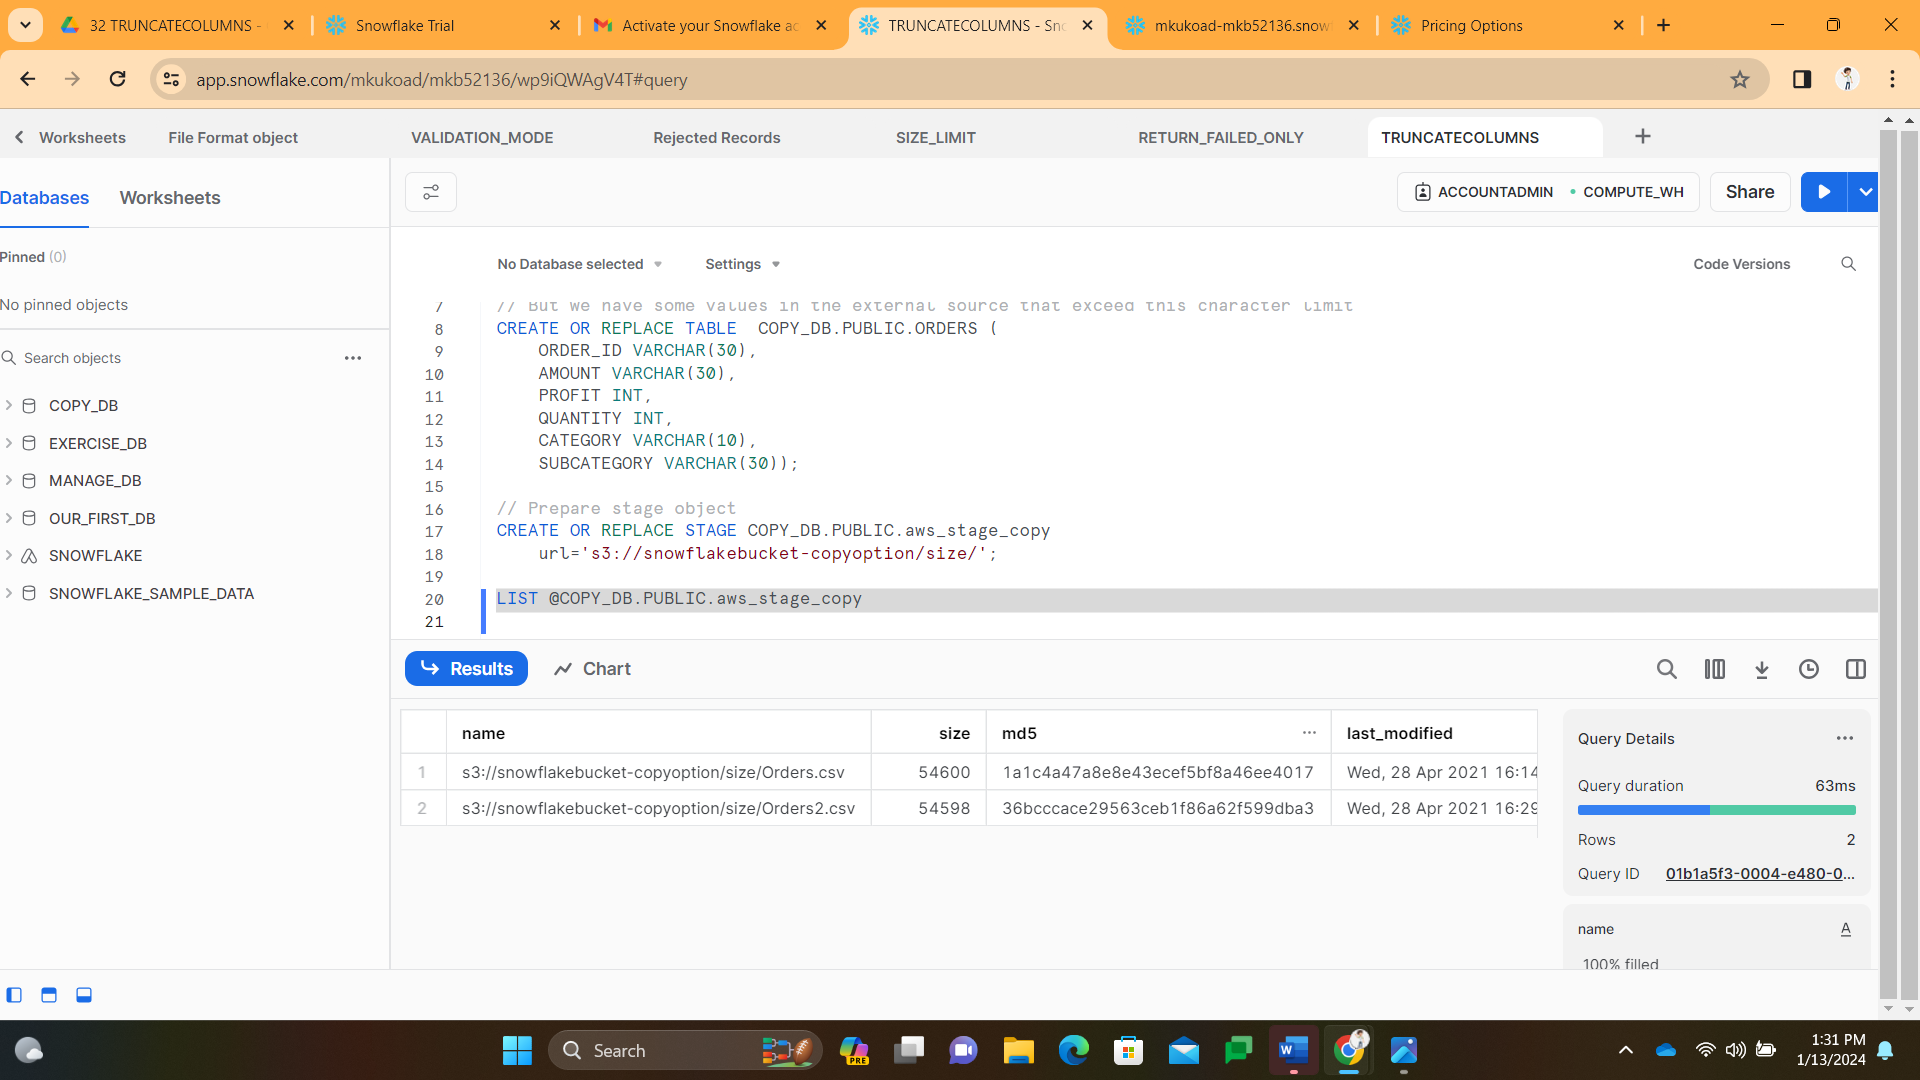 32 TRUNCATECOLUMNS -
Snowflake Trial
Activate your Snowflake ac
TRUNCATECOLUMNS - Sno
mkukoad-mkb52136.snowf
Pricing Options
app.snowflake.com/mkukoad/mkb52136/wp9iQWAgV4T#query
Worksheets
File Format object
VALIDATION_MODE
Rejected Records
SIZE_LIMIT
RETURN_FAILED_ONLY
TRUNCATECOLUMNS
Databases
Worksheets
ACCOUNTADMIN
COMPUTE_WH
Share
Pinned (0)
No pinned objects
Search objects
COPY_DB
EXERCISE_DB
MANAGE_DB
OUR_FIRST_DB
SNOWFLAKE
SNOWFLAKE_SAMPLE_DATA
No Database selected
Settings
Code Versions
7 // But we have some values in the external source that exceed this character limit
8 CREATE OR REPLACE TABLE  COPY_DB.PUBLIC.ORDERS (
9 ORDER_ID VARCHAR(30),
10 AMOUNT VARCHAR(30),
11 PROFIT INT,
12 QUANTITY INT,
13 CATEGORY VARCHAR(10),
14 SUBCATEGORY VARCHAR(30));
15
16 // Prepare stage object
17 CREATE OR REPLACE STAGE COPY_DB.PUBLIC.aws_stage_copy
18 url='s3://snowflakebucket-copyoption/size/';
19
20 LIST @COPY_DB.PUBLIC.aws_stage_copy
21
Results
Chart
name size md5 ... last_modified
1 s3://snowflakebucket-copyoption/size/Orders.csv 54600 1a1c4a47a8e8e43ecef5bf8a46ee4017 Wed, 28 Apr 2021 16:14
2 s3://snowflakebucket-copyoption/size/Orders2.csv 54598 36bcccace29563ceb1f86a62f599dba3 Wed, 28 Apr 2021 16:29
Query Details
Query duration 63ms
Rows 2
Query ID 01b1a5f3-0004-e480-0...
name A
100% filled
Search
PRE
1:31 PM
1/13/2024